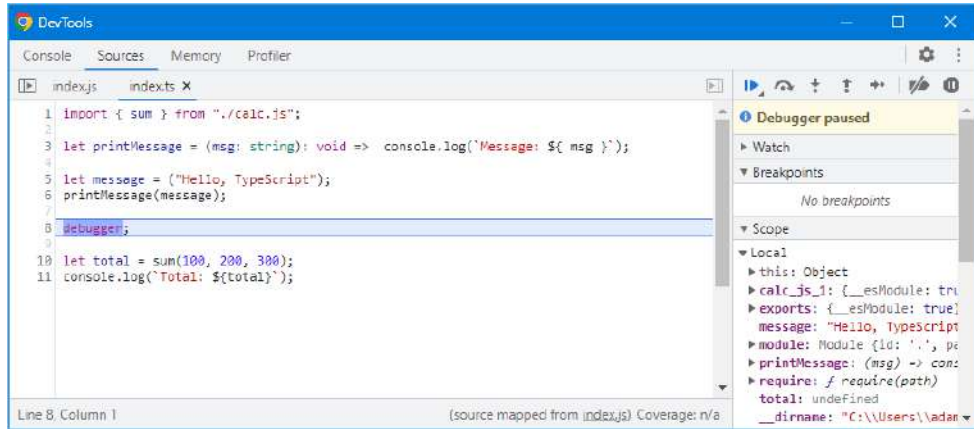 DevTools
Console Sources Memory Profiler
index.js index.ts ×
1 import { sum } from "./calc.js";
2
3 let printMessage = (msg: string): void =>  console.log(`Message: ${ msg }`);
4
5 let message = ("Hello, TypeScript");
6 printMessage(message);
7
8 debugger;
9
10 let total = sum(100, 200, 300);
11 console.log(`Total: ${total}`);
Line 8, Column 1 (source mapped from index.js) Coverage: n/a
Debugger paused
Watch
Breakpoints
No breakpoints
Scope
Local
this: Object
calc_js_1: {__esModule: tru
exports: {__esModule: true}
message: "Hello, TypeScript
module: Module {id: '.', pa
printMessage: (msg) => cons
require: ƒ require(path)
total: undefined
__dirname: "C:\\Users\\adam